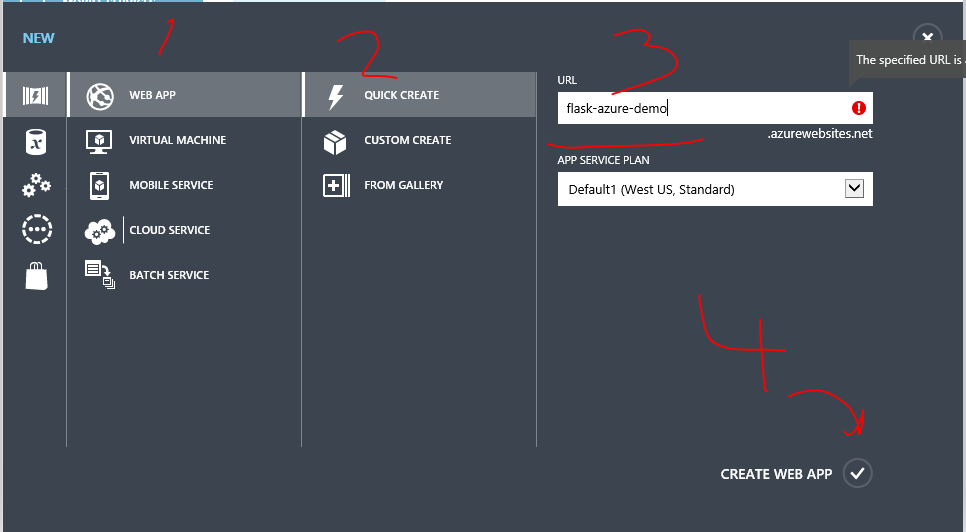 NEW
1
2
3
The specified URL is
URL
WEB APP
QUICK CREATE
flask-azure-demo
.azurewebsites.net
VIRTUAL MACHINE
CUSTOM CREATE
APP SERVICE PLAN
MOBILE SERVICE
FROM GALLERY
Default1 (West US, Standard)
CLOUD SERVICE
BATCH SERVICE
4
CREATE WEB APP